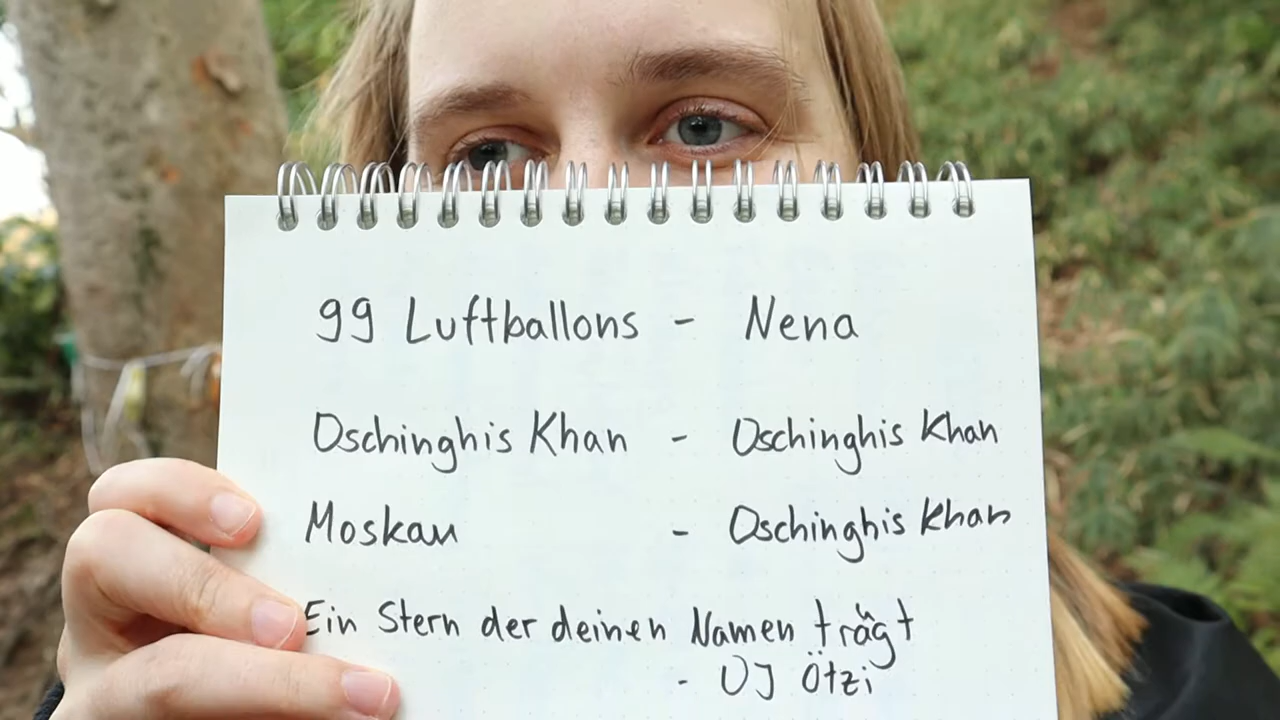 99 Luftballons - Nena
Dschinghis Khan - Dschinghis Khan
Moskau - Dschinghis Khan
Ein Stern der deinen Namen trägt
- DJ Ötzi